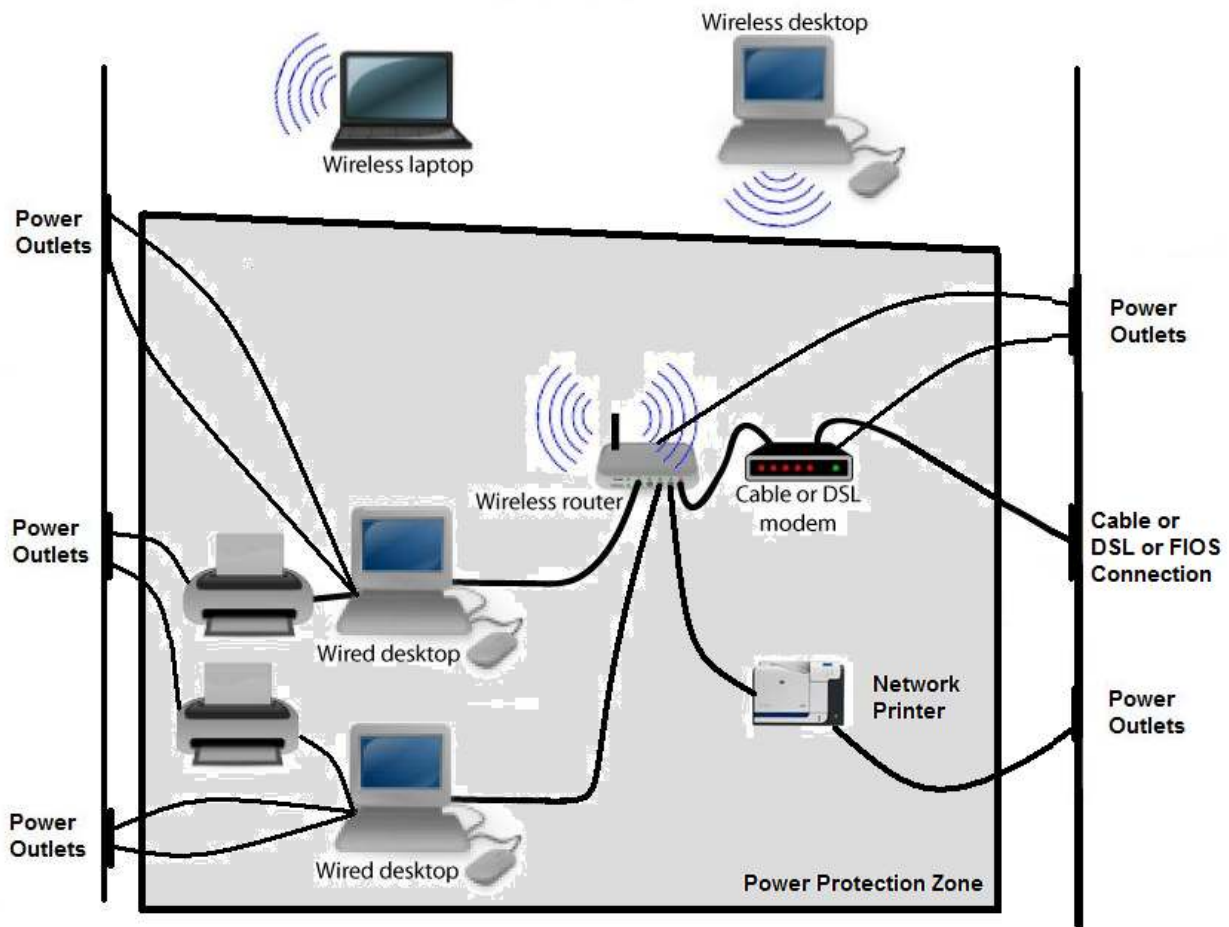 Wireless desktop
Wireless laptop
Power
Outlets
Power
Outlets
Wireless router
Cable or DSL
modem
Power
Outlets
Cable or
DSL or FIOS
Connection
Wired desktop
Network
Printer
Power
Outlets
Power
Outlets
Wired desktop
Power Protection Zone